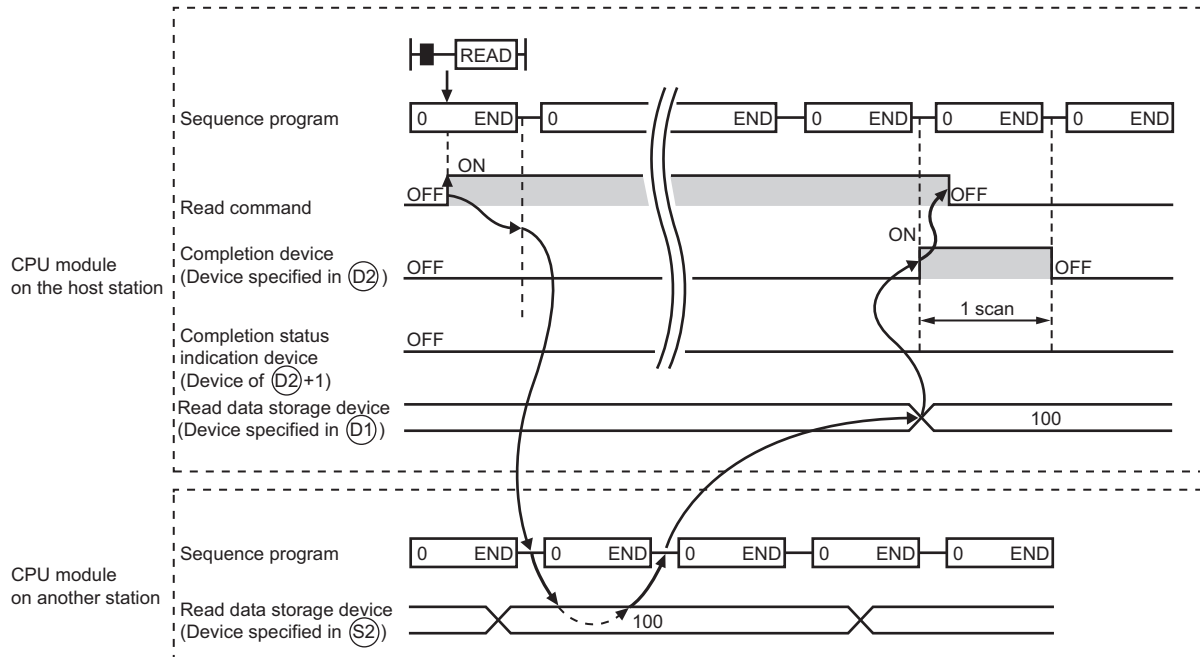 READ
Sequence program
0 END 0 END 0 END 0 END 0 END
ON
OFF OFF
Read command
ON
CPU module
on the host station
Completion device
(Device specified in D2)
OFF OFF
1 scan
Completion status
indication device
(Device of D2+1)
OFF
Read data storage device
(Device specified in D1)
100
CPU module
on another station
Sequence program
0 END 0 END 0 END 0 END 0 END
Read data storage device
(Device specified in S2)
100